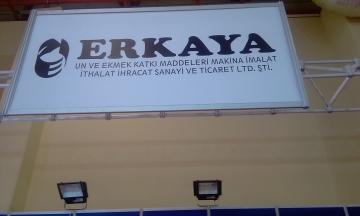 ERKAYA
UN VE EKMEK KATKI MADDELERİ MAKİNA İMALAT
İTHALAT İHRACAT SANAYİ VE TİCARET LTD. ŞTİ.